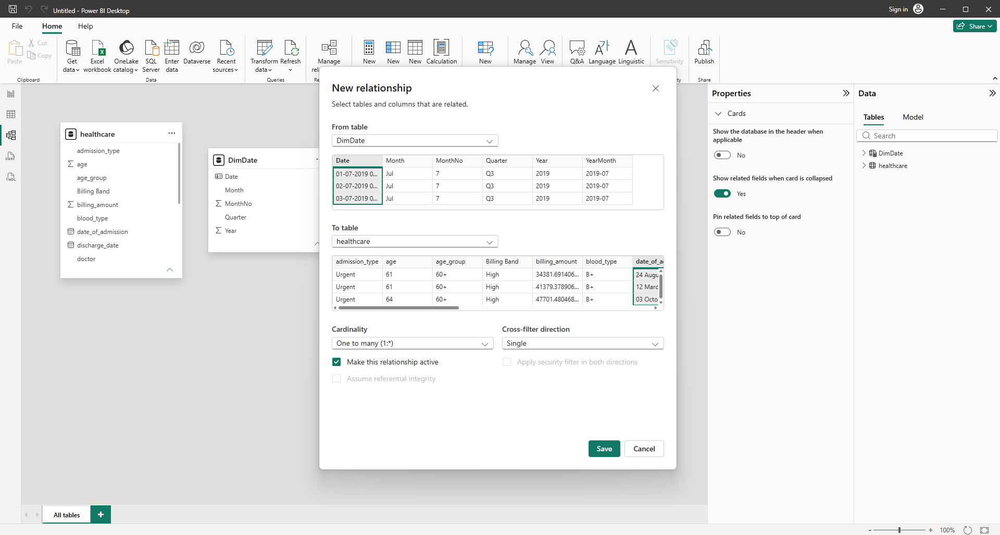 Untitled - Power BI Desktop
Sign in
File Home Help
Share
Paste
Cut
Copy
Clipboard
Get data
Excel workbook
OneLake catalog
SQL Server
Enter data
Dataverse
Recent sources
Data
Transform data
Refresh
Queries
Manage
New
New
New
Calculation
New
Manage
View
Q&A
Language
Linguistic
Sensitivity
Publish
Share
healthcare
admission_type
age
age_group
Billing Band
billing_amount
blood_type
date_of_admission
discharge_date
doctor
DimDate
Date
Month
MonthNo
Quarter
Year
New relationship
Select tables and columns that are related.
From table
DimDate
Date Month MonthNo Quarter Year YearMonth
01-07-2019 0... Jul 7 Q3 2019 2019-07
02-07-2019 0... Jul 7 Q3 2019 2019-07
03-07-2019 0... Jul 7 Q3 2019 2019-07
To table
healthcare
admission_type age age_group Billing Band billing_amount blood_type date_of_a
Urgent 61 60+ High 34381.691406... B+ 24 Augu
Urgent 61 60+ High 41379.378906... B+ 12 Marc
Urgent 64 60+ High 47701.480468... B+ 03 Octo
Cardinality
One to many (1:*)
Make this relationship active
Assume referential integrity
Cross-filter direction
Single
Apply security filter in both directions
Save Cancel
Properties
Cards
Show the database in the header when
applicable
No
Show related fields when card is collapsed
Yes
Pin related fields to top of card
No
Data
Tables Model
Search
DimDate
healthcare
All tables +
- + 100%